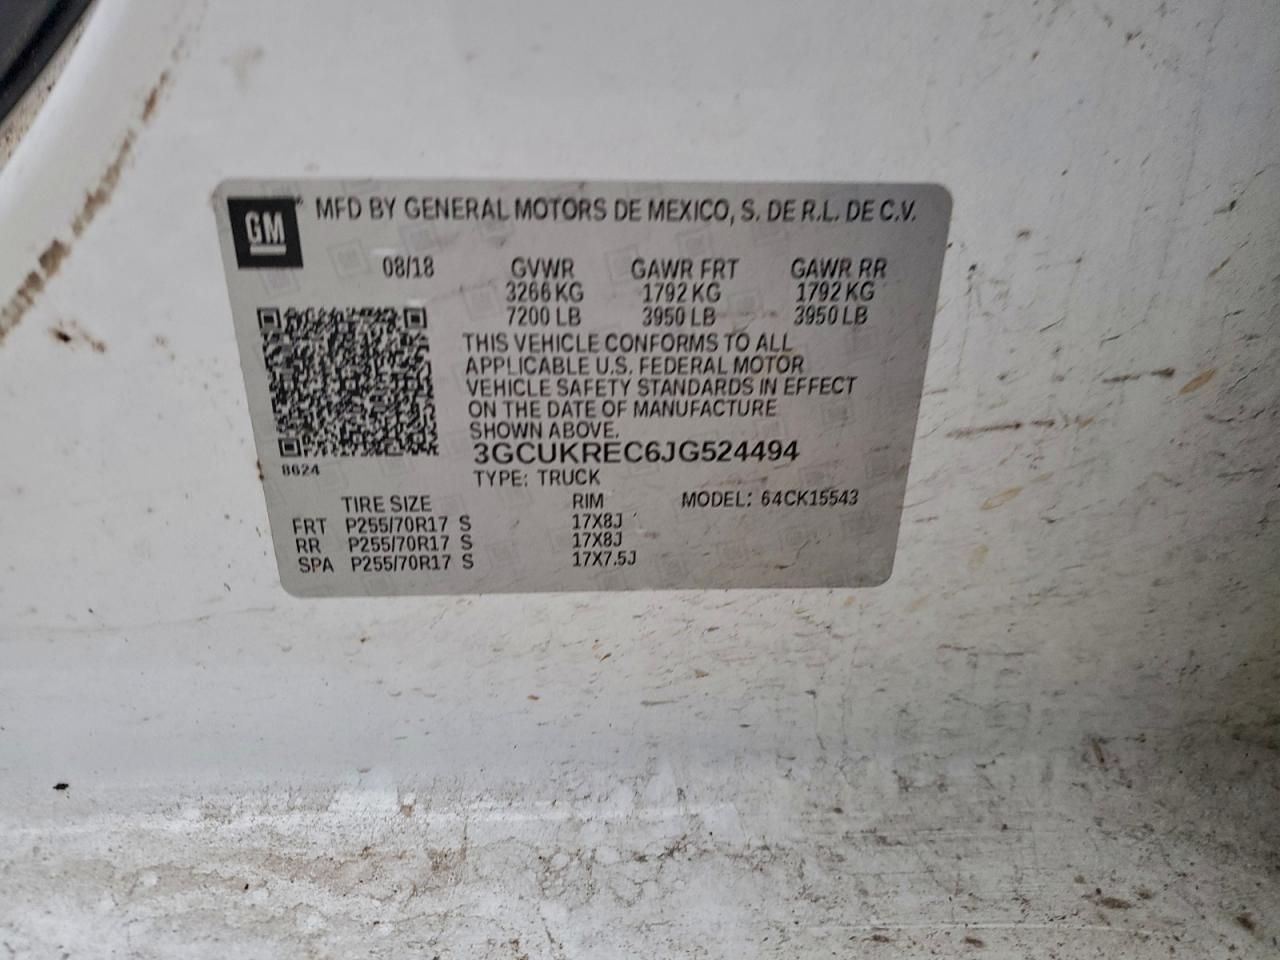 GM
MFD BY GENERAL MOTORS DE MEXICO, S. DE R.L. DE C.V.
08/18 GVWR GAWR FRT GAWR RR
3266 KG 1792 KG 1792 KG
7200 LB 3950 LB 3950 LB
THIS VEHICLE CONFORMS TO ALL
APPLICABLE U.S. FEDERAL MOTOR
VEHICLE SAFETY STANDARDS IN EFFECT
ON THE DATE OF MANUFACTURE
SHOWN ABOVE.
3GCUKREC6JG524494
8624
TYPE: TRUCK
TIRE SIZE RIM MODEL: 64CK15543
FRT P255/70R17 S 17X8J
RR P255/70R17 S 17X8J
SPA P255/70R17 S 17X7.5J